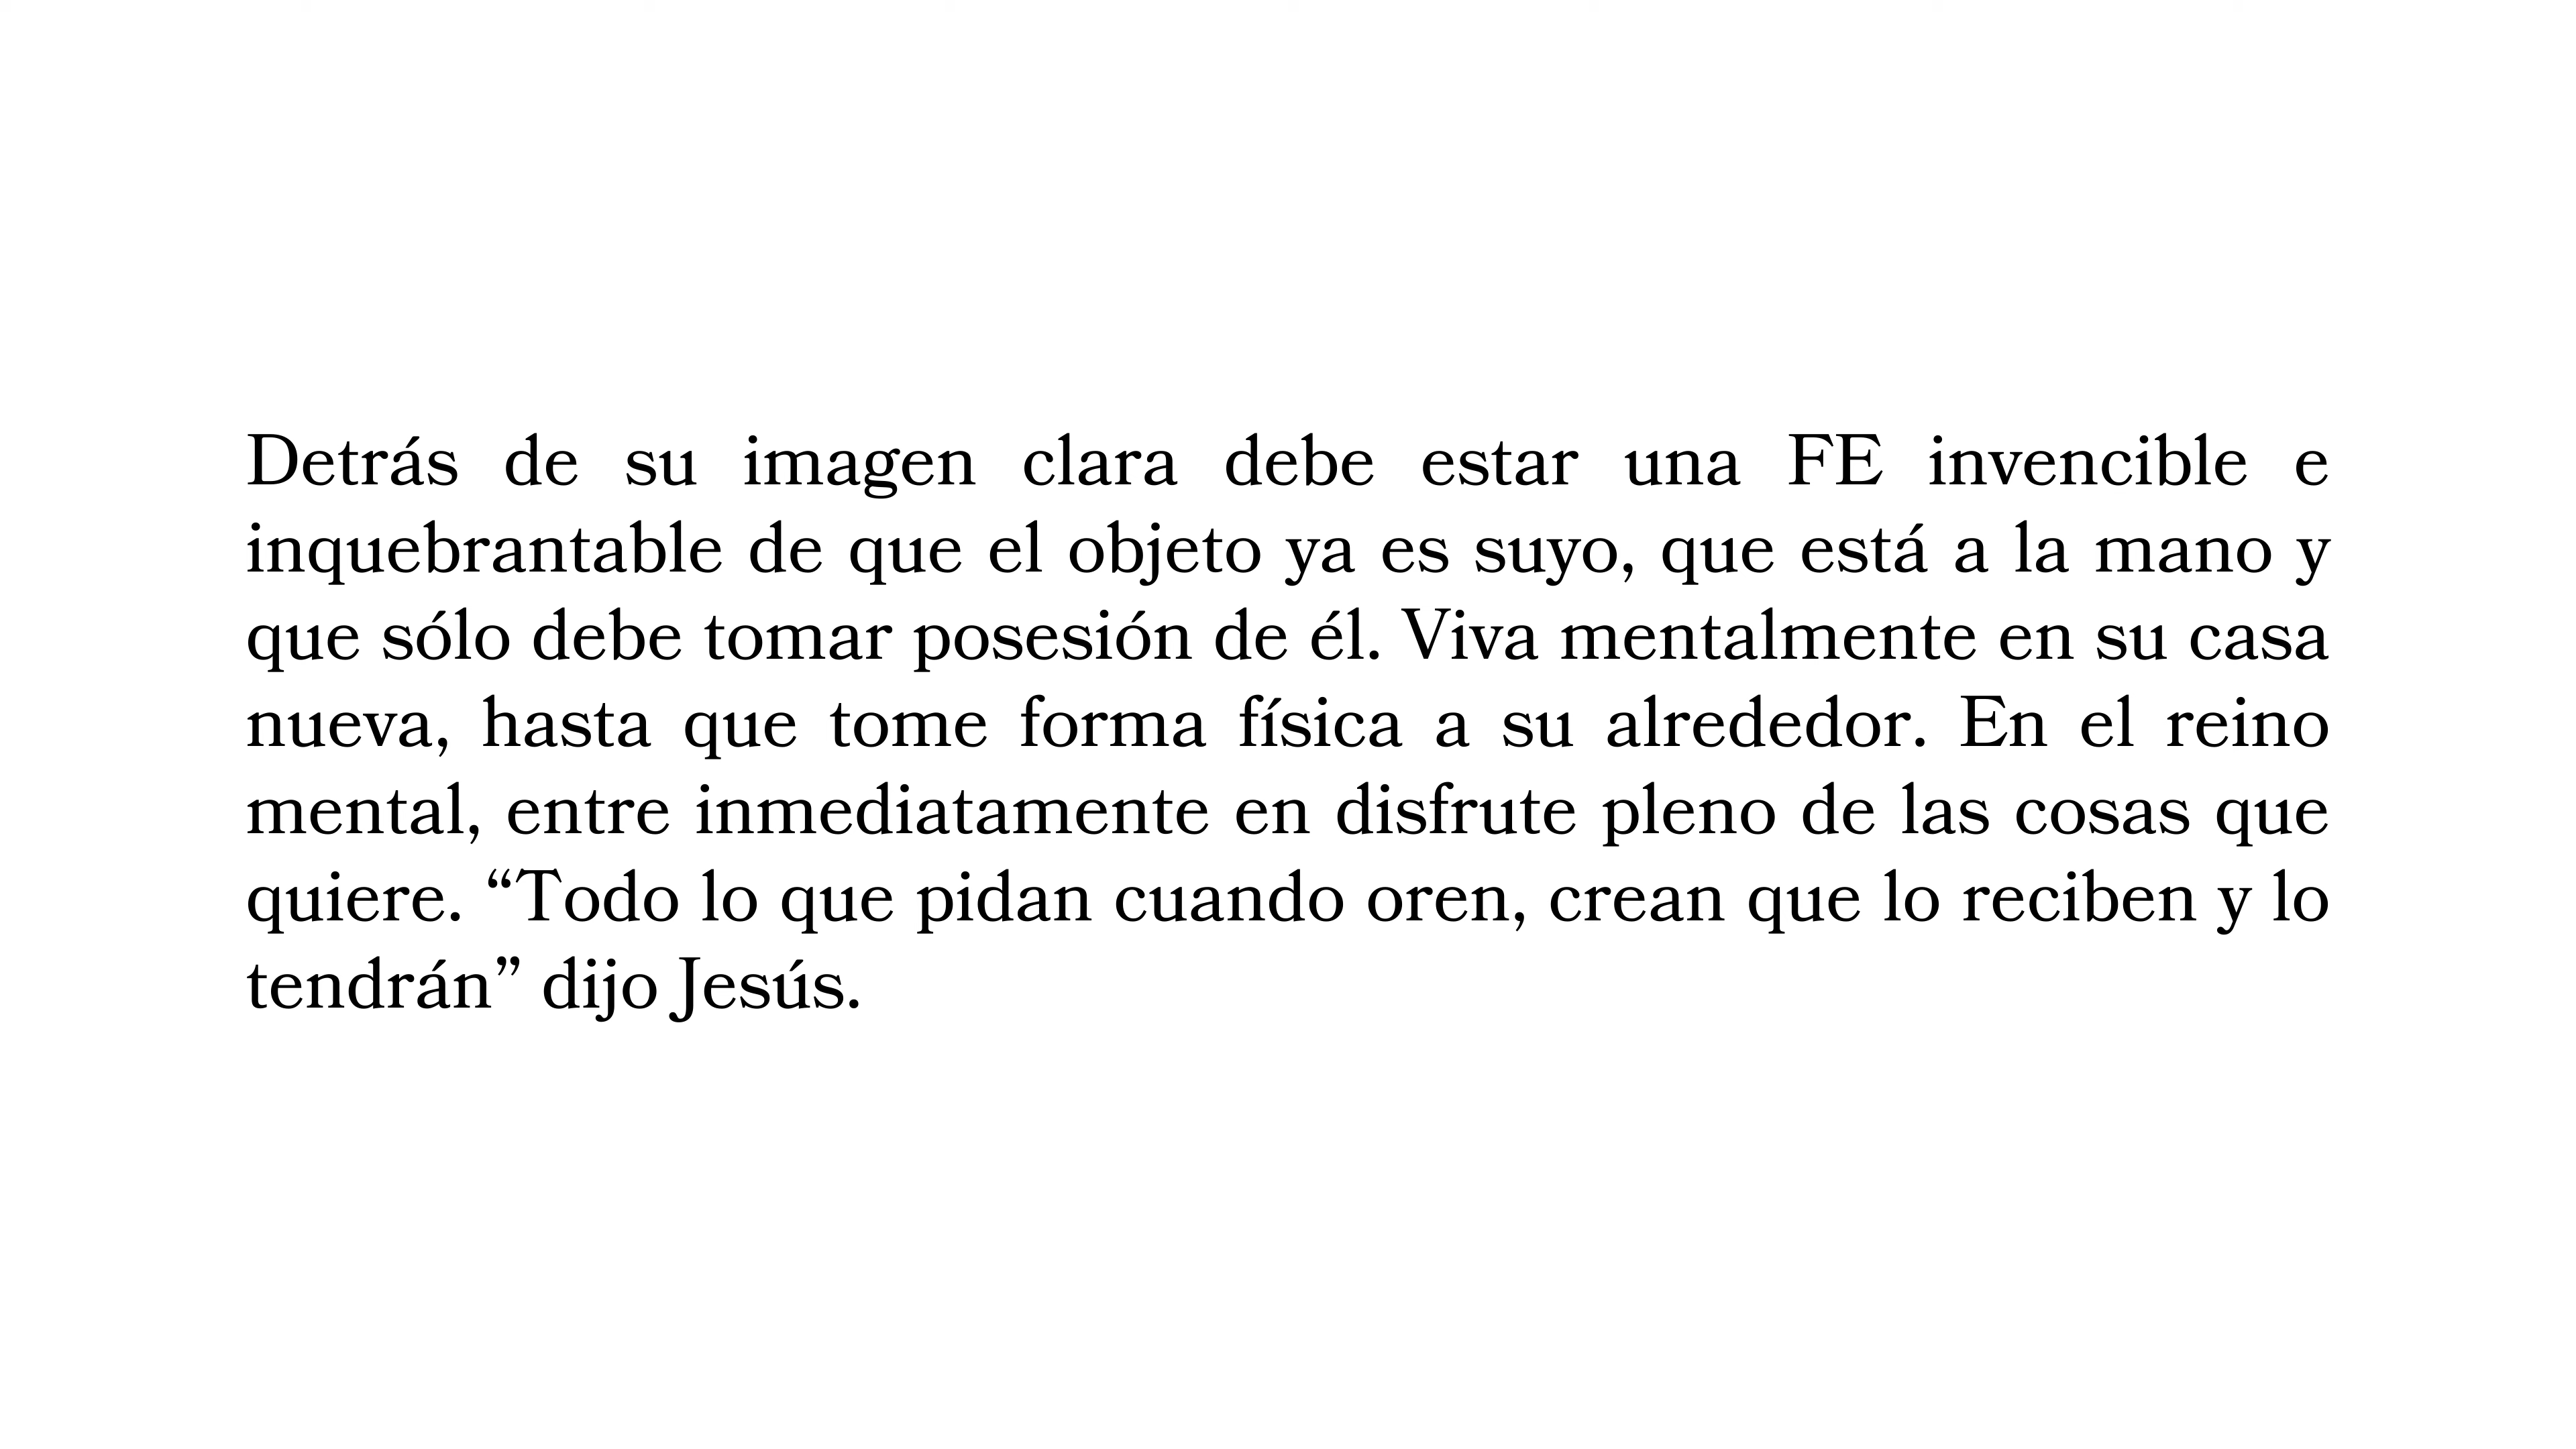 Detrás de su imagen clara debe estar una FE invencible e
inquebrantable de que el objeto ya es suyo, que está a la mano y
que sólo debe tomar posesión de él. Viva mentalmente en su casa
nueva, hasta que tome forma física a su alrededor. En el reino
mental, entre inmediatamente en disfrute pleno de las cosas que
quiere. “Todo lo que pidan cuando oren, crean que lo reciben y lo
tendrán” dijo Jesús.